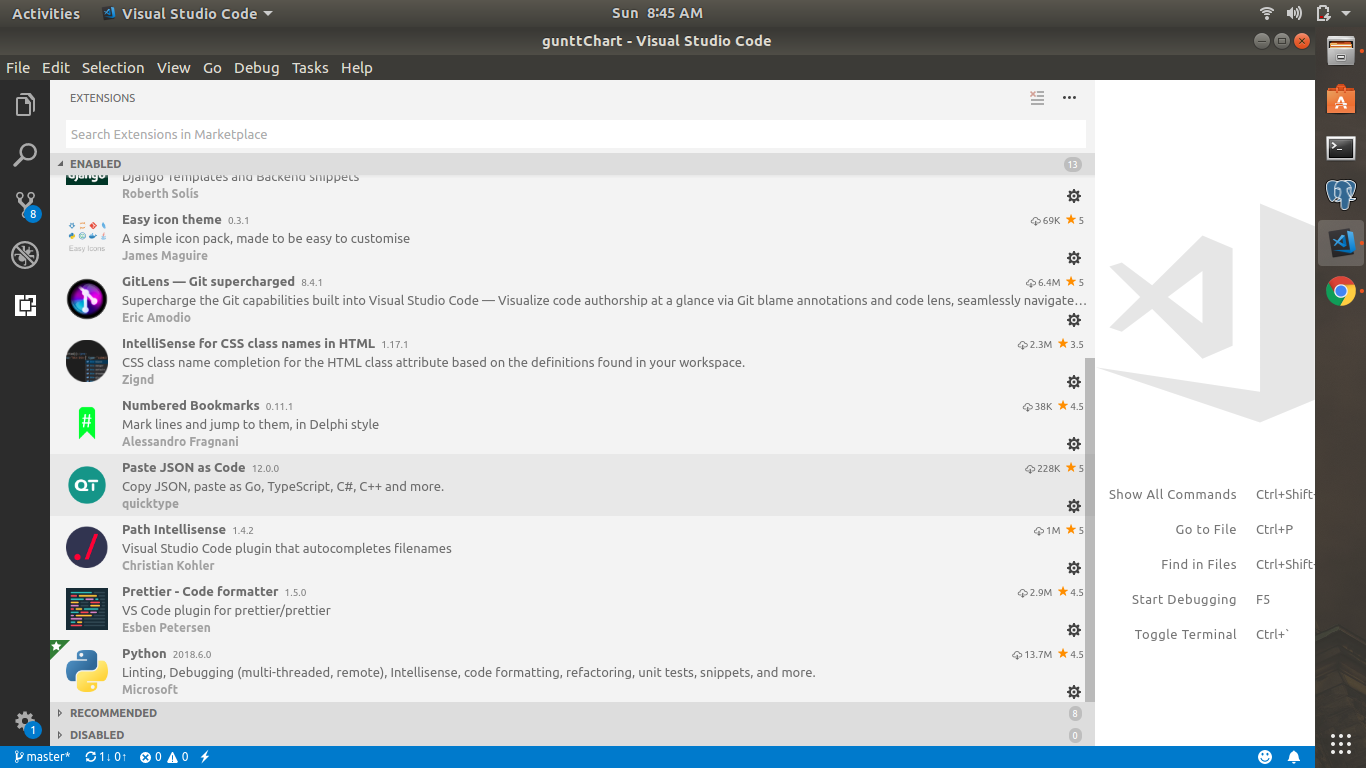 Activities Visual Studio Code Sun 8:45 AM
gunttChart - Visual Studio Code
File Edit Selection View Go Debug Tasks Help
EXTENSIONS
Search Extensions in Marketplace
ENABLED 13
django Django Templates and Backend snippets
Roberth Solis
Easy icon theme 0.3.1 69K 5
A simple icon pack, made to be easy to customise
Easy Icons
James Maguire
GitLens — Git supercharged 8.4.1 6.4M 5
Supercharge the Git capabilities built into Visual Studio Code — Visualize code authorship at a glance via Git blame annotations and code lens, seamlessly navigate…
Eric Amodio
IntelliSense for CSS class names in HTML 1.17.1 2.3M 3.5
CSS class name completion for the HTML class attribute based on the definitions found in your workspace.
Zignd
Numbered Bookmarks 0.11.1 38K 4.5
# Mark lines and jump to them, in Delphi style
Alessandro Fragnani
Paste JSON as Code 12.0.0 228K 5
QT Copy JSON, paste as Go, TypeScript, C#, C++ and more.
quicktype
Path Intellisense 1.4.2 1M 5
./ Visual Studio Code plugin that autocompletes filenames
Christian Kohler
Prettier - Code formatter 1.5.0 2.9M 4.5
VS Code plugin for prettier/prettier
Esben Petersen
Python 2018.6.0 13.7M 4.5
Linting, Debugging (multi-threaded, remote), Intellisense, code formatting, refactoring, unit tests, snippets, and more.
Microsoft
RECOMMENDED 8
DISABLED 0
8
1
Show All Commands Ctrl+Shift+
Go to File Ctrl+P
Find in Files Ctrl+Shift+
Start Debugging F5
Toggle Terminal Ctrl+`
master* 1↓ 0↑ 0 0